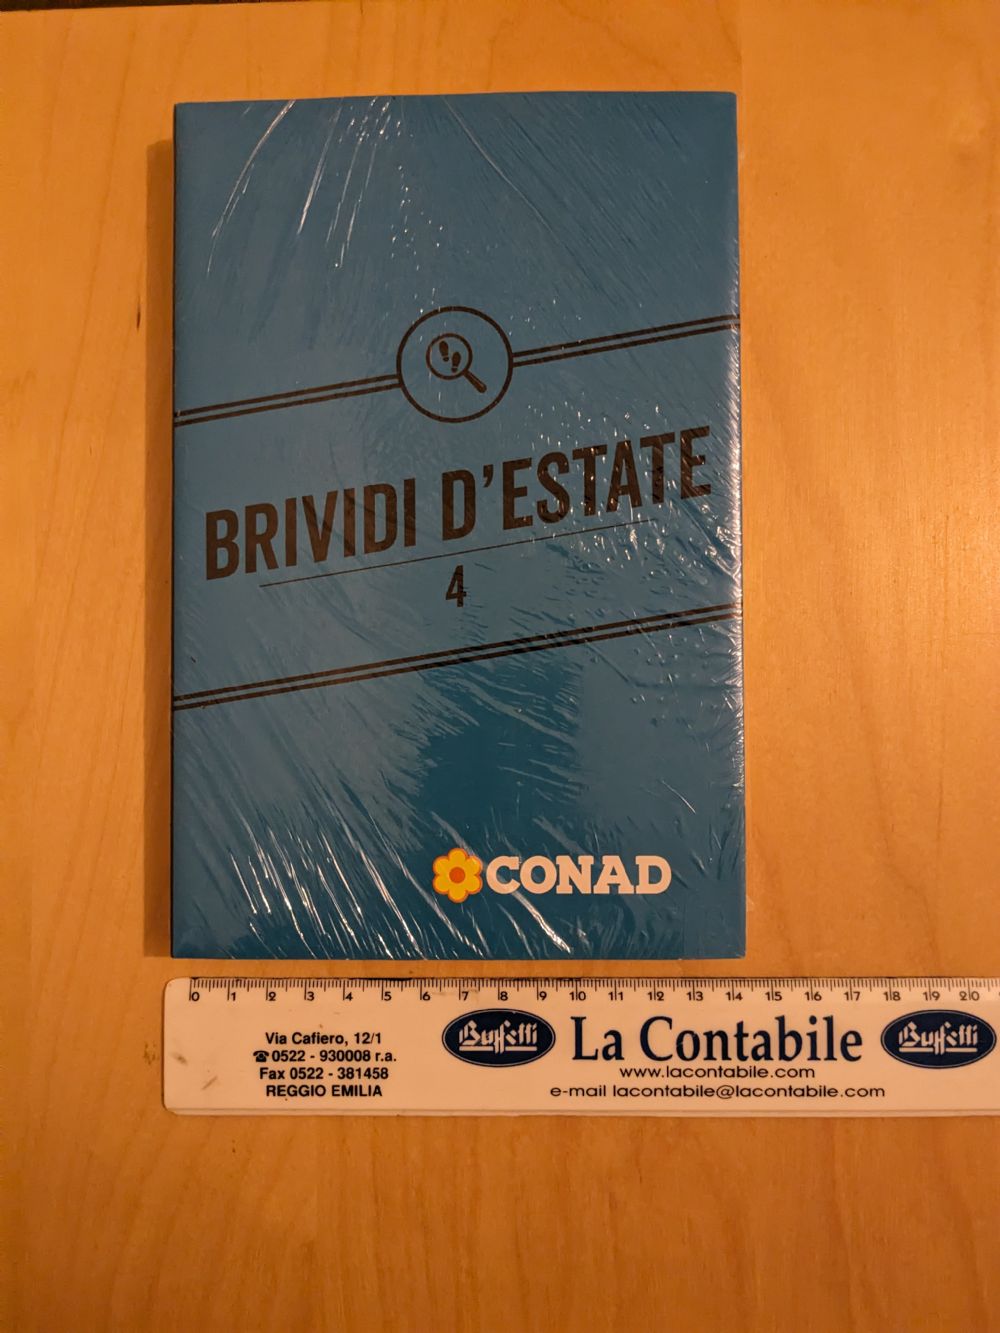 BRIVIDI D'ESTATE
4
CONAD
0 1 2 3 4 5 6 7 8 9 10 11 12 13 14 15 16 17 18 19 20
Via Cafiero, 12/1
☎0522 - 930008 r.a.
Fax 0522 - 381458
REGGIO EMILIA
Buffetti
La Contabile
www.lacontabile.com
e-mail lacontabile@lacontabile.com
Buffetti